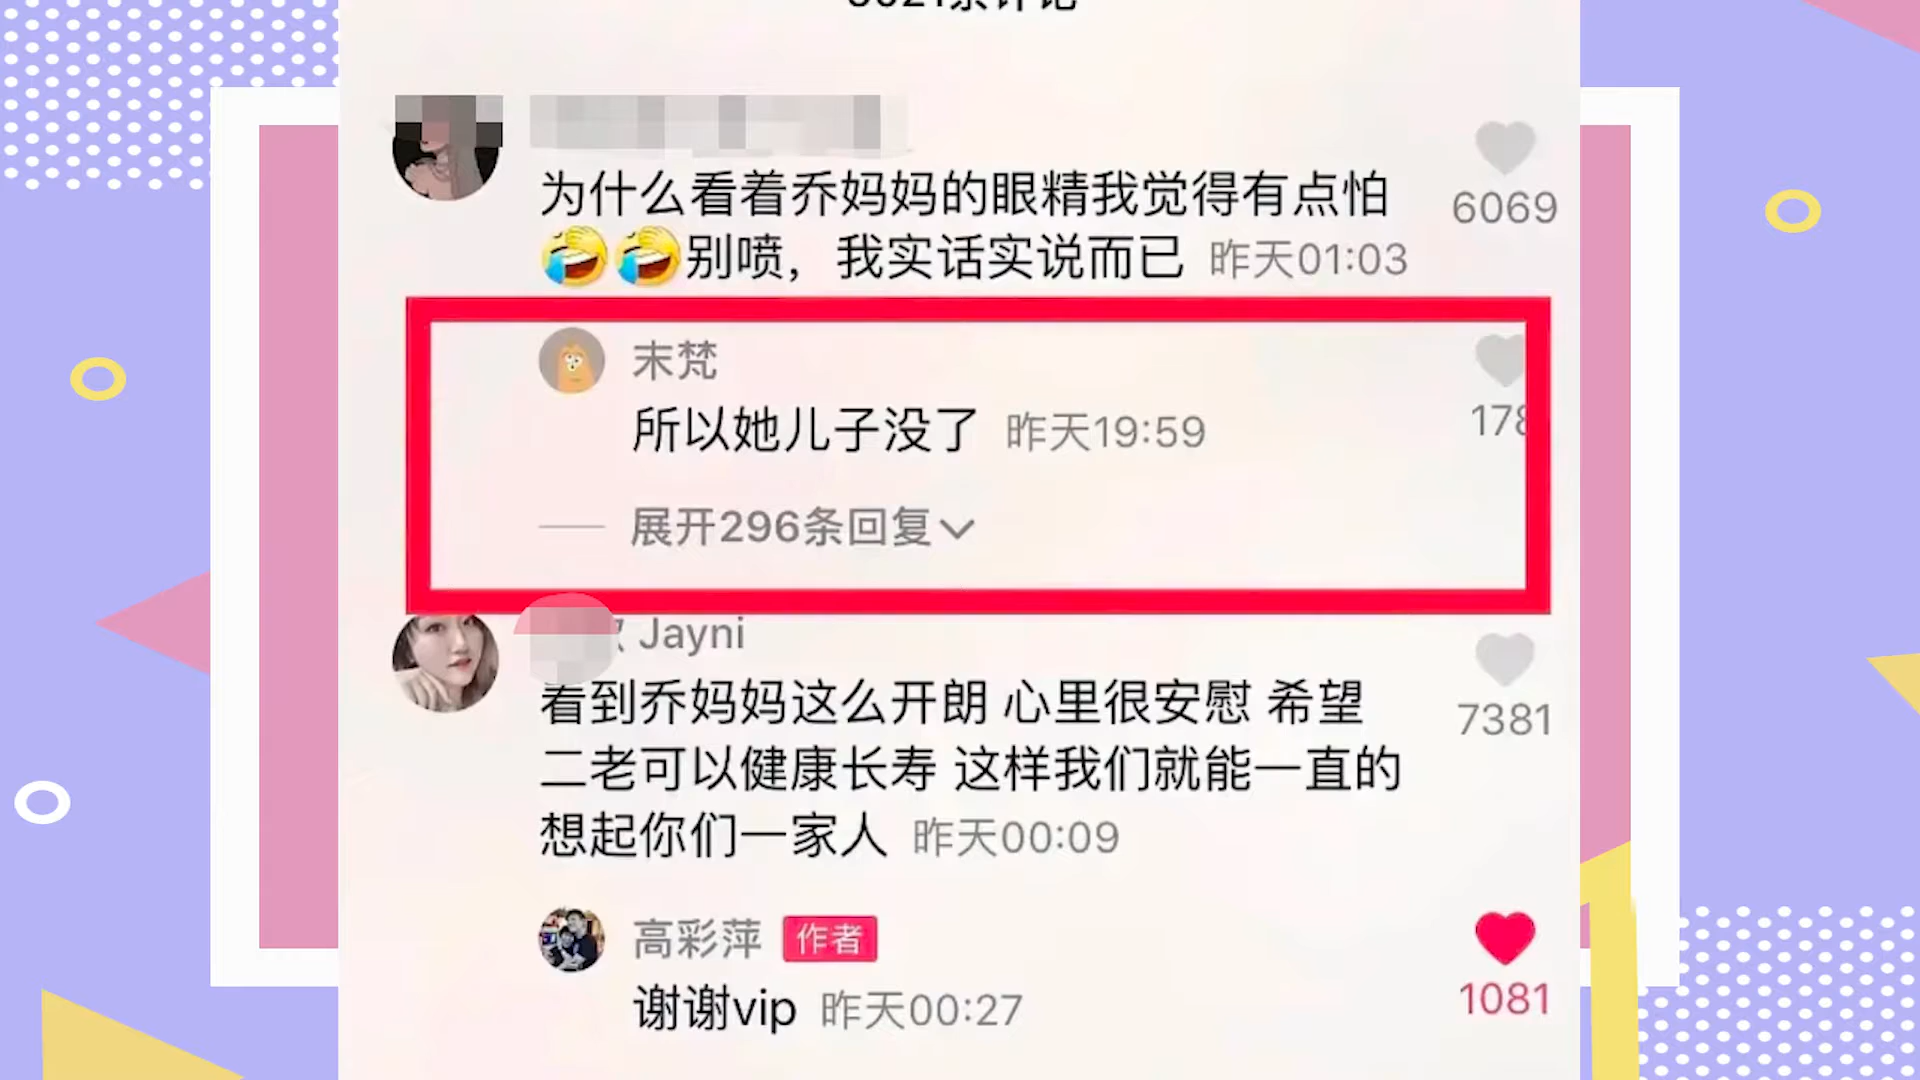 为什么看着乔妈妈的眼精我觉得有点怕
🤣🤣别喷，我实话实说而已 昨天01:03
6069
末梵
所以她儿子没了 昨天19:59
178
展开296条回复
Jayni
看到乔妈妈这么开朗 心里很安慰 希望
二老可以健康长寿 这样我们就能一直的
想起你们一家人 昨天00:09
7381
高彩萍 作者
谢谢vip 昨天00:27
1081